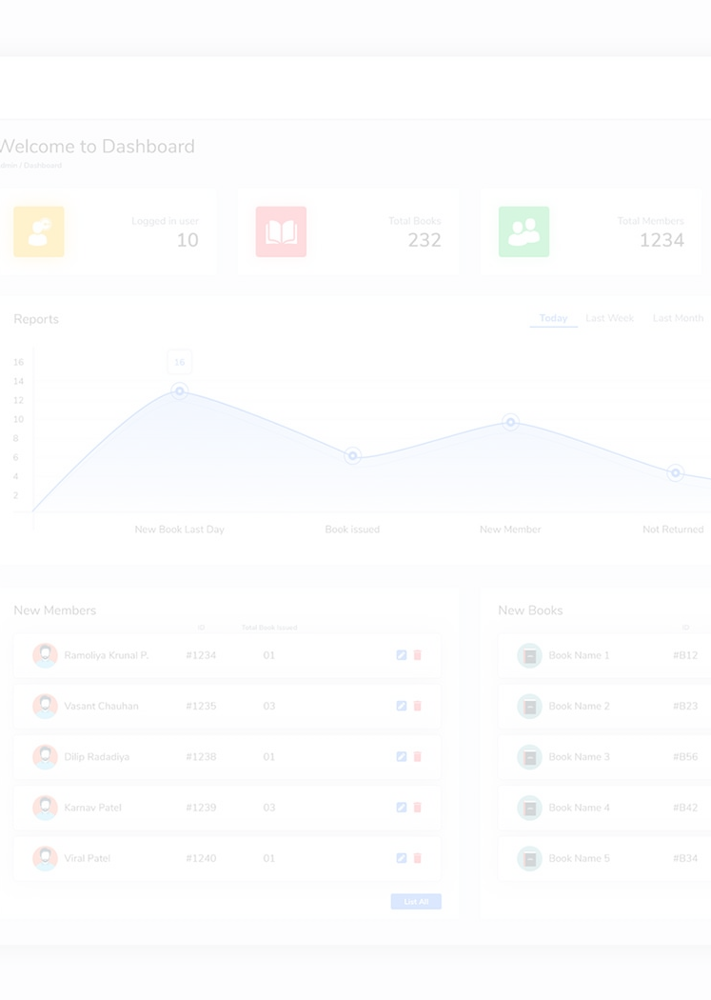 Welcome to Dashboard
Admin / Dashboard
Logged in user
10
Total Books
232
Total Members
1234
Reports
Today Last Week Last Month
16
14
12
10
8
6
4
2
16
New Book Last Day Book issued New Member Not Returned
New Members
ID Total Book Issued
Ramoliya Krunal P. #1234 01
Vasant Chauhan #1235 03
Dilip Radadiya #1238 01
Karnav Patel #1239 03
Viral Patel #1240 01
List All
New Books
ID
Book Name 1 #B12
Book Name 2 #B23
Book Name 3 #B56
Book Name 4 #B42
Book Name 5 #B34